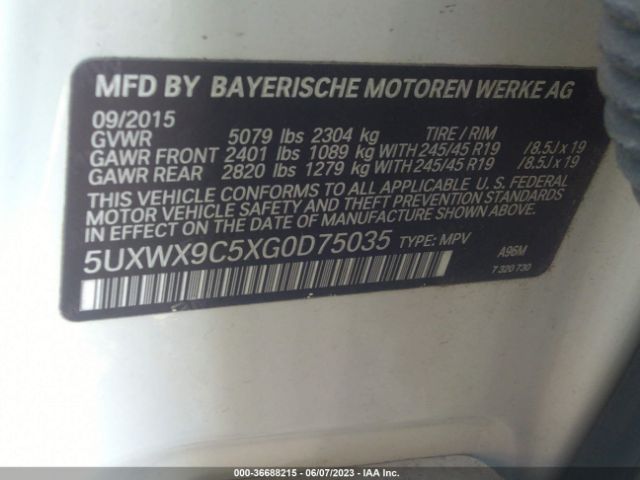 MFD BY BAYERISCHE MOTOREN WERKE AG
09/2015
GVWR 5079 lbs 2304 kg TIRE / RIM
GAWR FRONT 2401 lbs 1089 kg WITH 245/45 R19 /8.5J x 19
GAWR REAR 2820 lbs 1279 kg WITH 245/45 R19 /8.5J x 19
THIS VEHICLE CONFORMS TO ALL APPLICABLE U. S. FEDERAL
MOTOR VEHICLE SAFETY AND THEFT PREVENTION STANDARDS
IN EFFECT ON THE DATE OF MANUFACTURE SHOWN ABOVE.
5UXWX9C5XG0D75035 TYPE: MPV A96M
T 320 730
000-36688215 - 06/07/2023 - IAA Inc.